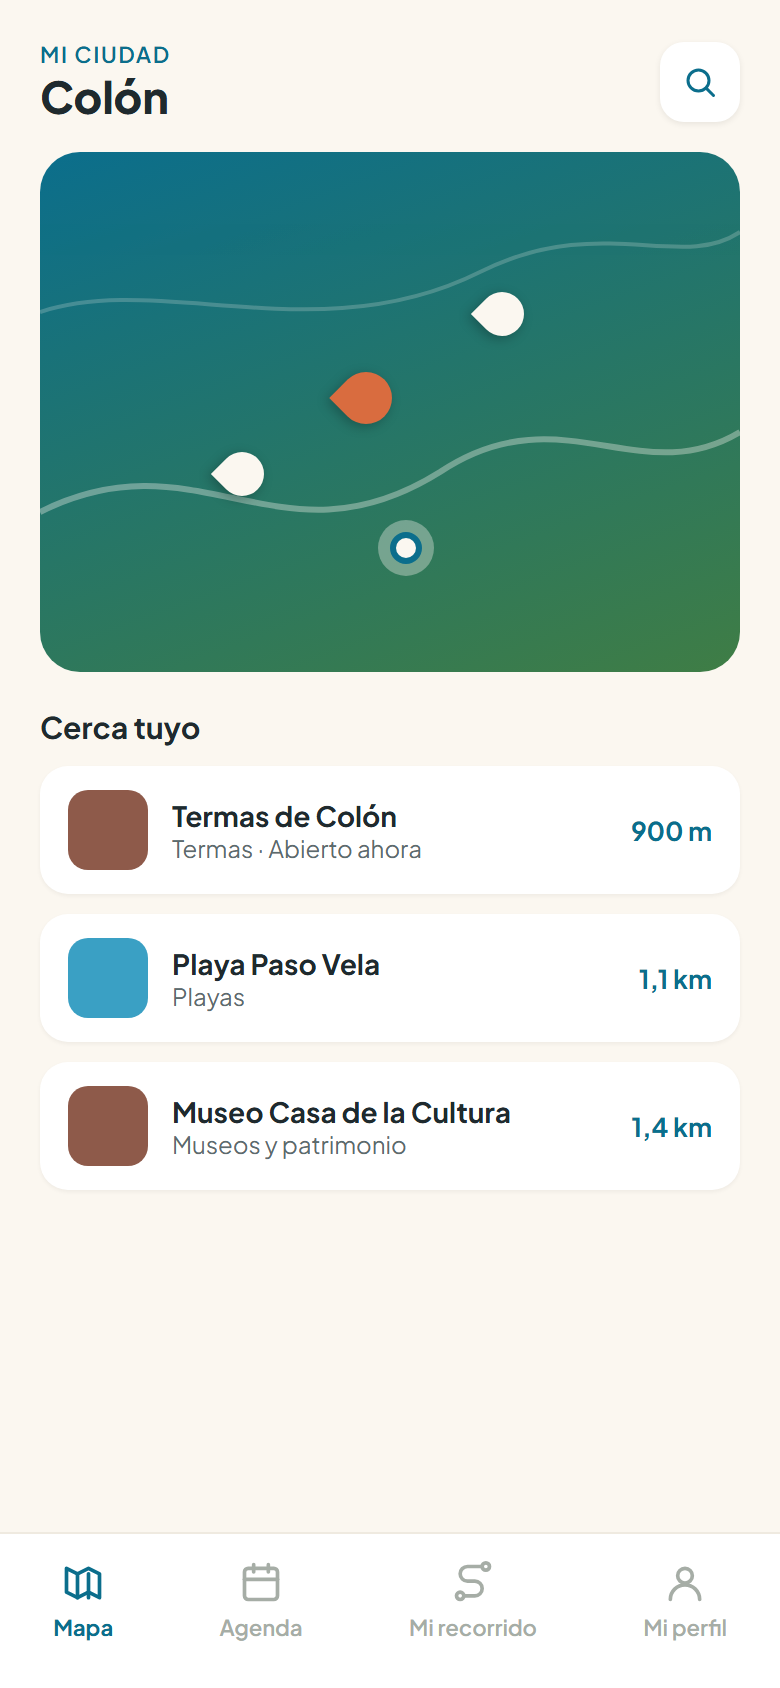 MI CIUDAD
Colón
Cerca tuyo
Termas de Colón
Termas · Abierto ahora
900 m
Playa Paso Vela
Playas
1,1 km
Museo Casa de la Cultura
Museos y patrimonio
1,4 km
Mapa
Agenda
Mi recorrido
Mi perfil